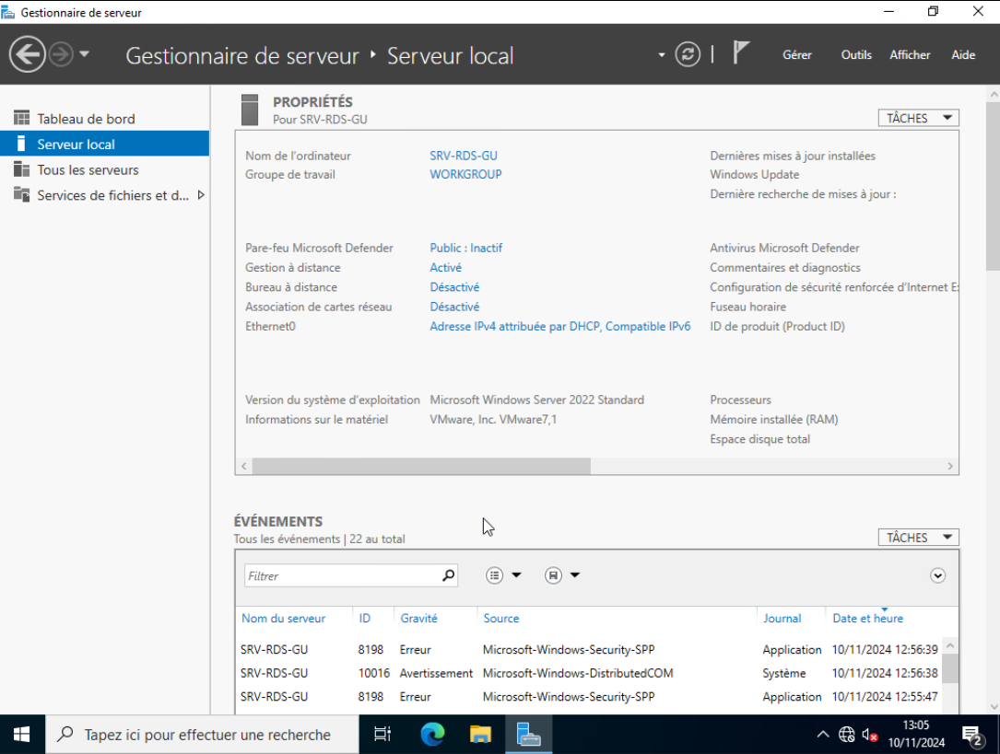 Gestionnaire de serveur
Gestionnaire de serveur ‣ Serveur local
Gérer Outils Afficher Aide
Tableau de bord
Serveur local
Tous les serveurs
Services de fichiers et d...
PROPRIÉTÉS
Pour SRV-RDS-GU
TÂCHES
Nom de l'ordinateur SRV-RDS-GU Dernières mises à jour installées
Groupe de travail WORKGROUP Windows Update
Dernière recherche de mises à jour :
Pare-feu Microsoft Defender Public : Inactif Antivirus Microsoft Defender
Gestion à distance Activé Commentaires et diagnostics
Bureau à distance Désactivé Configuration de sécurité renforcée d'Internet E
Association de cartes réseau Désactivé Fuseau horaire
Ethernet0 Adresse IPv4 attribuée par DHCP, Compatible IPv6 ID de produit (Product ID)
Version du système d'exploitation Microsoft Windows Server 2022 Standard Processeurs
Informations sur le matériel VMware, Inc. VMware7,1 Mémoire installée (RAM)
Espace disque total
ÉVÉNEMENTS
Tous les événements | 22 au total
TÂCHES
Filtrer
Nom du serveur ID Gravité Source Journal Date et heure
SRV-RDS-GU 8198 Erreur Microsoft-Windows-Security-SPP Application 10/11/2024 12:56:39
SRV-RDS-GU 10016 Avertissement Microsoft-Windows-DistributedCOM Système 10/11/2024 12:56:38
SRV-RDS-GU 8198 Erreur Microsoft-Windows-Security-SPP Application 10/11/2024 12:55:47
Tapez ici pour effectuer une recherche
13:05
10/11/2024
2